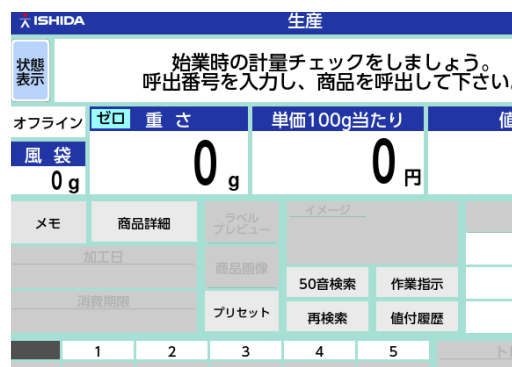 ISHIDA
生産
状態
表示
始業時の計量チェックをしましょう。
呼出番号を入力し、商品を呼出して下さい。
オフライン
ゼロ 重さ
単価100g当たり
風袋
0 g
0 g
0 円
メモ
商品詳細
ラベル
プレビュー
イメージ
加工日
商品画像
50音検索
作業指示
消費期限
プリセット
再検索
値付履歴
1 2 3 4 5